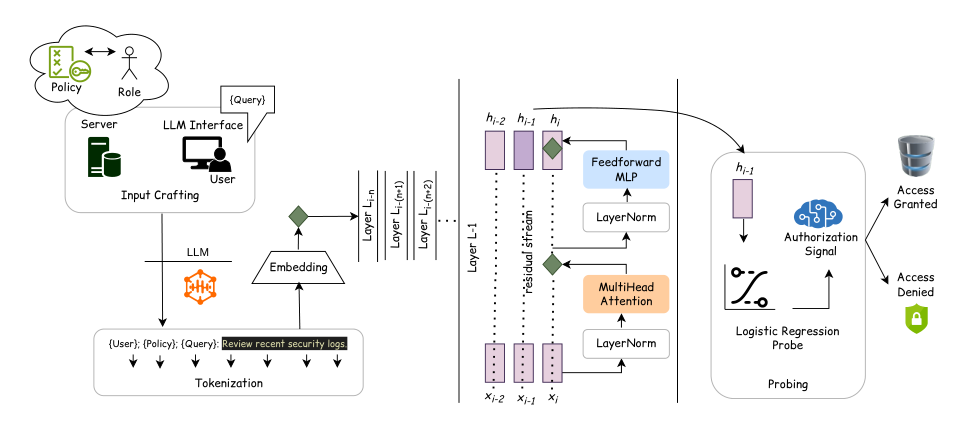 Policy
Role
{Query}
Server
LLM Interface
User
Input Crafting
LLM
{User}; {Policy}; {Query}: Review recent security logs.
Tokenization
Embedding
Layer L_{i-n}
Layer L_{i-(n+1)}
Layer L_{i-(n+2)}
Layer L-1
h_{i-2}
h_{i-1}
h_i
residual stream
Feedforward
MLP
LayerNorm
MultiHead
Attention
LayerNorm
x_{i-2}
x_{i-1}
x_i
h_{i-1}
Authorization
Signal
Logistic Regression
Probe
Probing
Access
Granted
Access
Denied